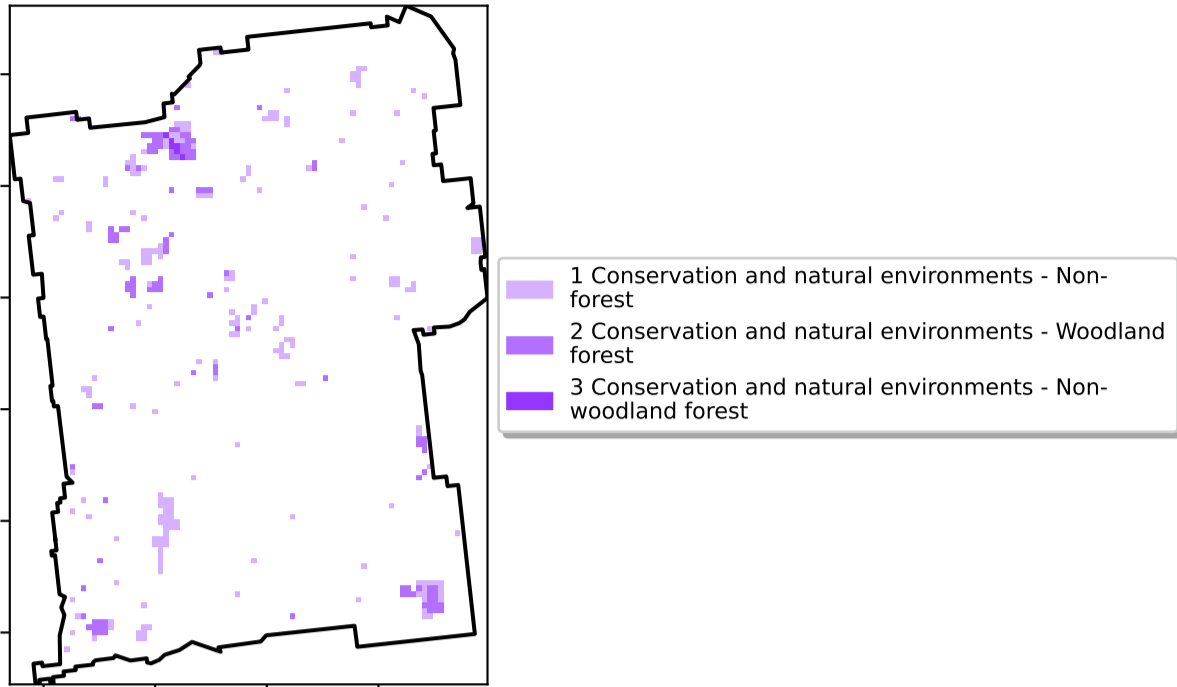 1 Conservation and natural environments - Non-
forest
2 Conservation and natural environments - Woodland
forest
3 Conservation and natural environments - Non-
woodland forest